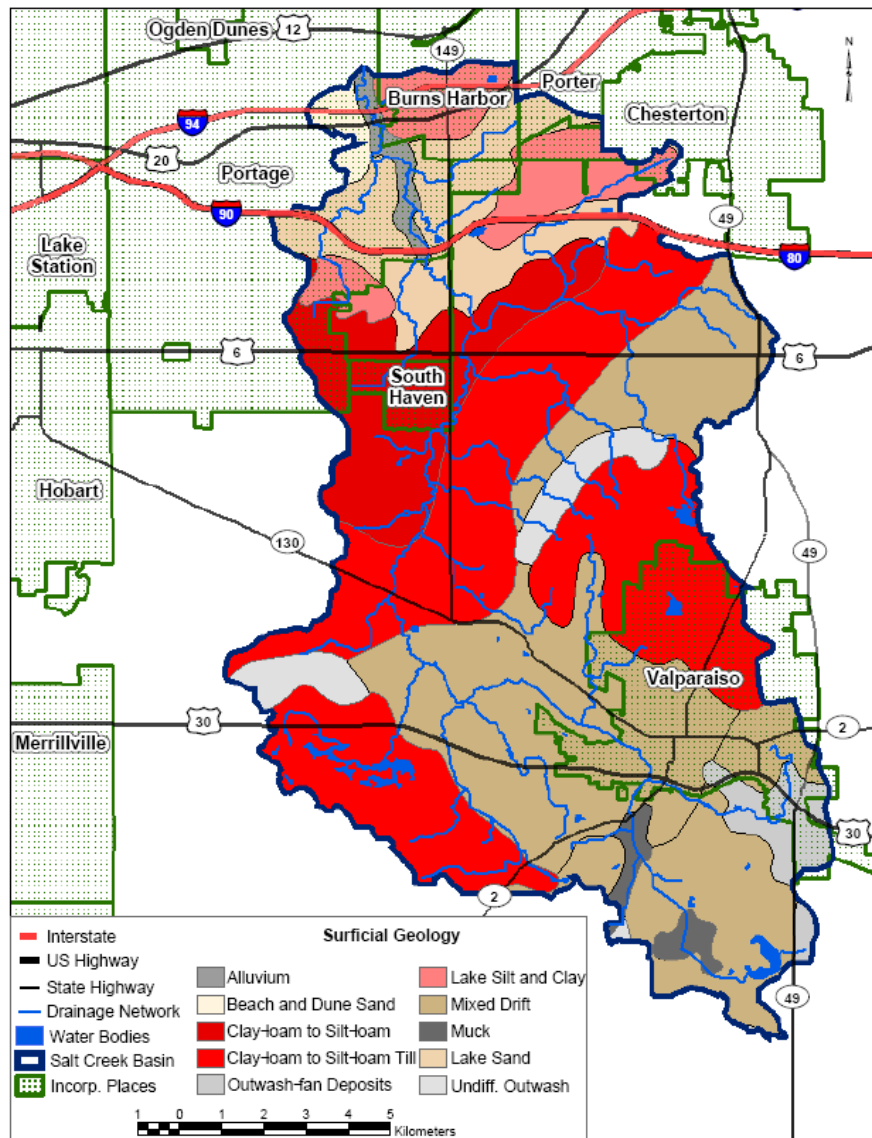 Ogden Dunes
12
149
N
Porter
Burns Harbor
Chesterton
94
20
Portage
90
49
Lake
Station
80
6
6
South
Haven
Hobart
130
49
Valparaiso
30
2
Merrillville
30
2
49
Interstate
US Highway
State Highway
Drainage Network
Water Bodies
Salt Creek Basin
Incorp. Places
Surficial Geology
Alluvium
Beach and Dune Sand
Clay-loam to Silt-loam
Clay-loam to Silt-loam Till
Outwash-fan Deposits
Lake Silt and Clay
Mixed Drift
Muck
Lake Sand
Undiff. Outwash
1 0 1 2 3 4 5
Kilometers